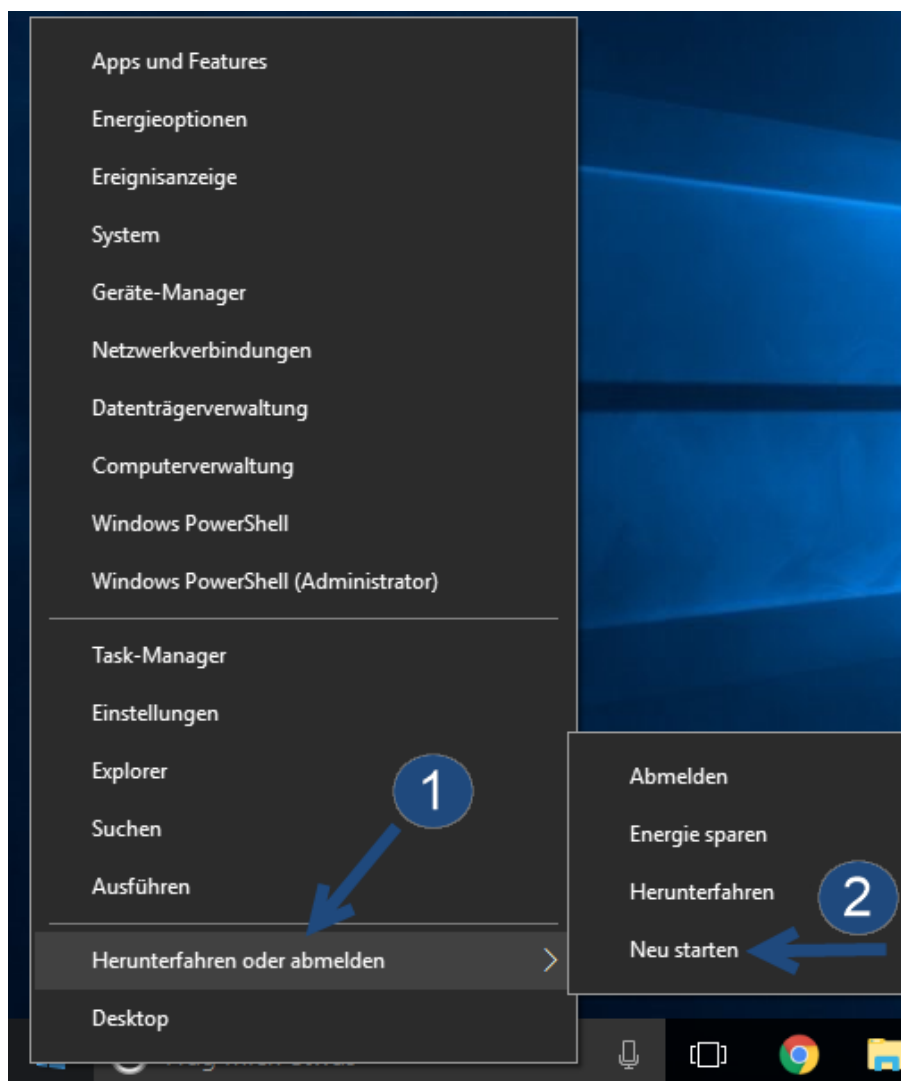 Apps und Features
Energieoptionen
Ereignisanzeige
System
Geräte-Manager
Netzwerkverbindungen
Datenträgerverwaltung
Computerverwaltung
Windows PowerShell
Windows PowerShell (Administrator)
Task-Manager
Einstellungen
Explorer
Suchen
Ausführen
Herunterfahren oder abmelden
Desktop
1
Abmelden
Energie sparen
Herunterfahren
Neu starten
2